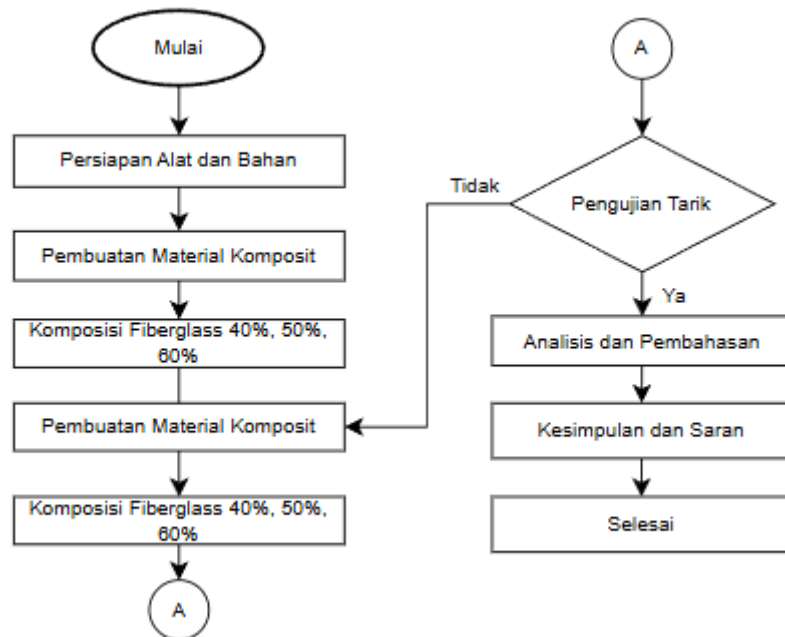 Mulai
Persiapan Alat dan Bahan
Pembuatan Material Komposit
Komposisi Fiberglass 40%, 50%,
60%
Pembuatan Material Komposit
Komposisi Fiberglass 40%, 50%,
60%
A
A
Pengujian Tarik
Tidak
Ya
Analisis dan Pembahasan
Kesimpulan dan Saran
Selesai